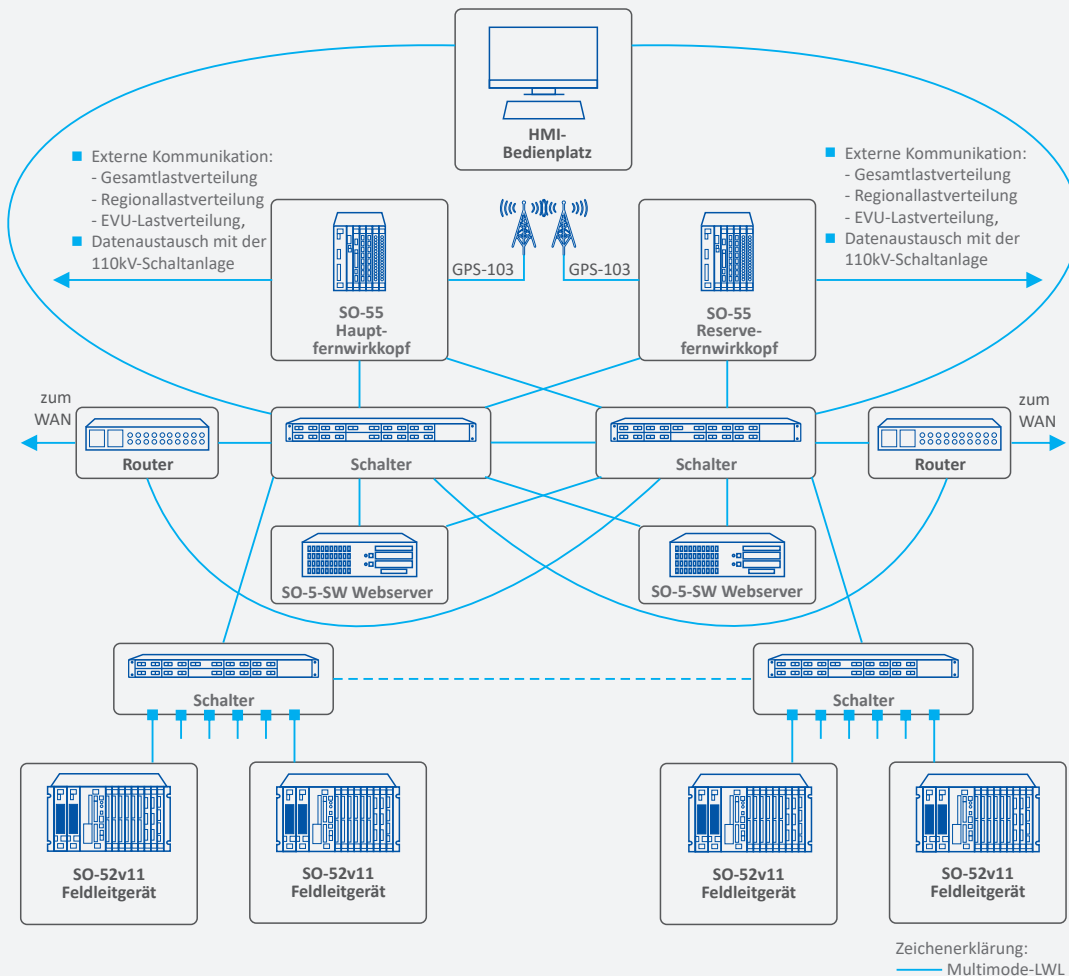 HMI-
Bedienplatz
Externe Kommunikation:
- Gesamtlastverteilung
- Regionallastverteilung
- EVU-Lastverteilung,
Datenaustausch mit der
110kV-Schaltanlage
Externe Kommunikation:
- Gesamtlastverteilung
- Regionallastverteilung
- EVU-Lastverteilung,
Datenaustausch mit der
110kV-Schaltanlage
GPS-103
GPS-103
SO-55
Haupt-
fernwirkkopf
SO-55
Reserve-
fernwirkkopf
zum
WAN
zum
WAN
Router
Schalter
Schalter
Router
SO-5-SW Webserver
SO-5-SW Webserver
Schalter
Schalter
SO-52v11
Feldleitgerät
SO-52v11
Feldleitgerät
SO-52v11
Feldleitgerät
SO-52v11
Feldleitgerät
Zeichenerklärung:
Multimode-LWL